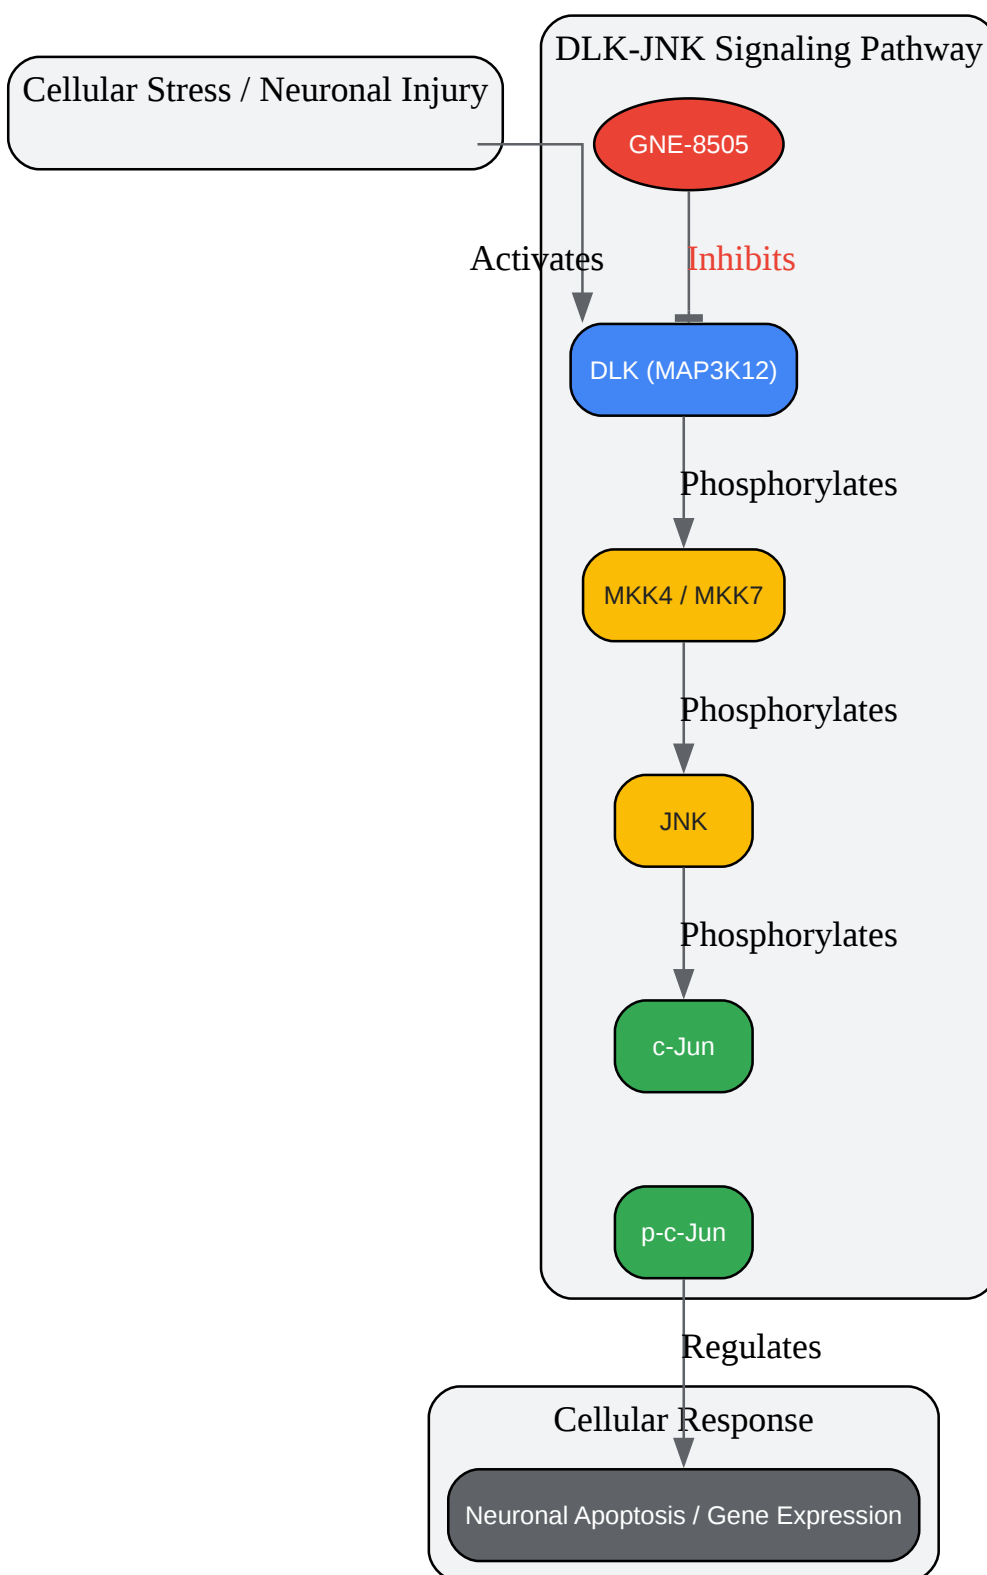 DLK-JNK Signaling Pathway
Cellular Stress / Neuronal Injury
GNE-8505
Activates
Inhibits
DLK (MAP3K12)
Phosphorylates
MKK4 / MKK7
Phosphorylates
JNK
Phosphorylates
c-Jun
p-c-Jun
Regulates
Cellular Response
Neuronal Apoptosis / Gene Expression